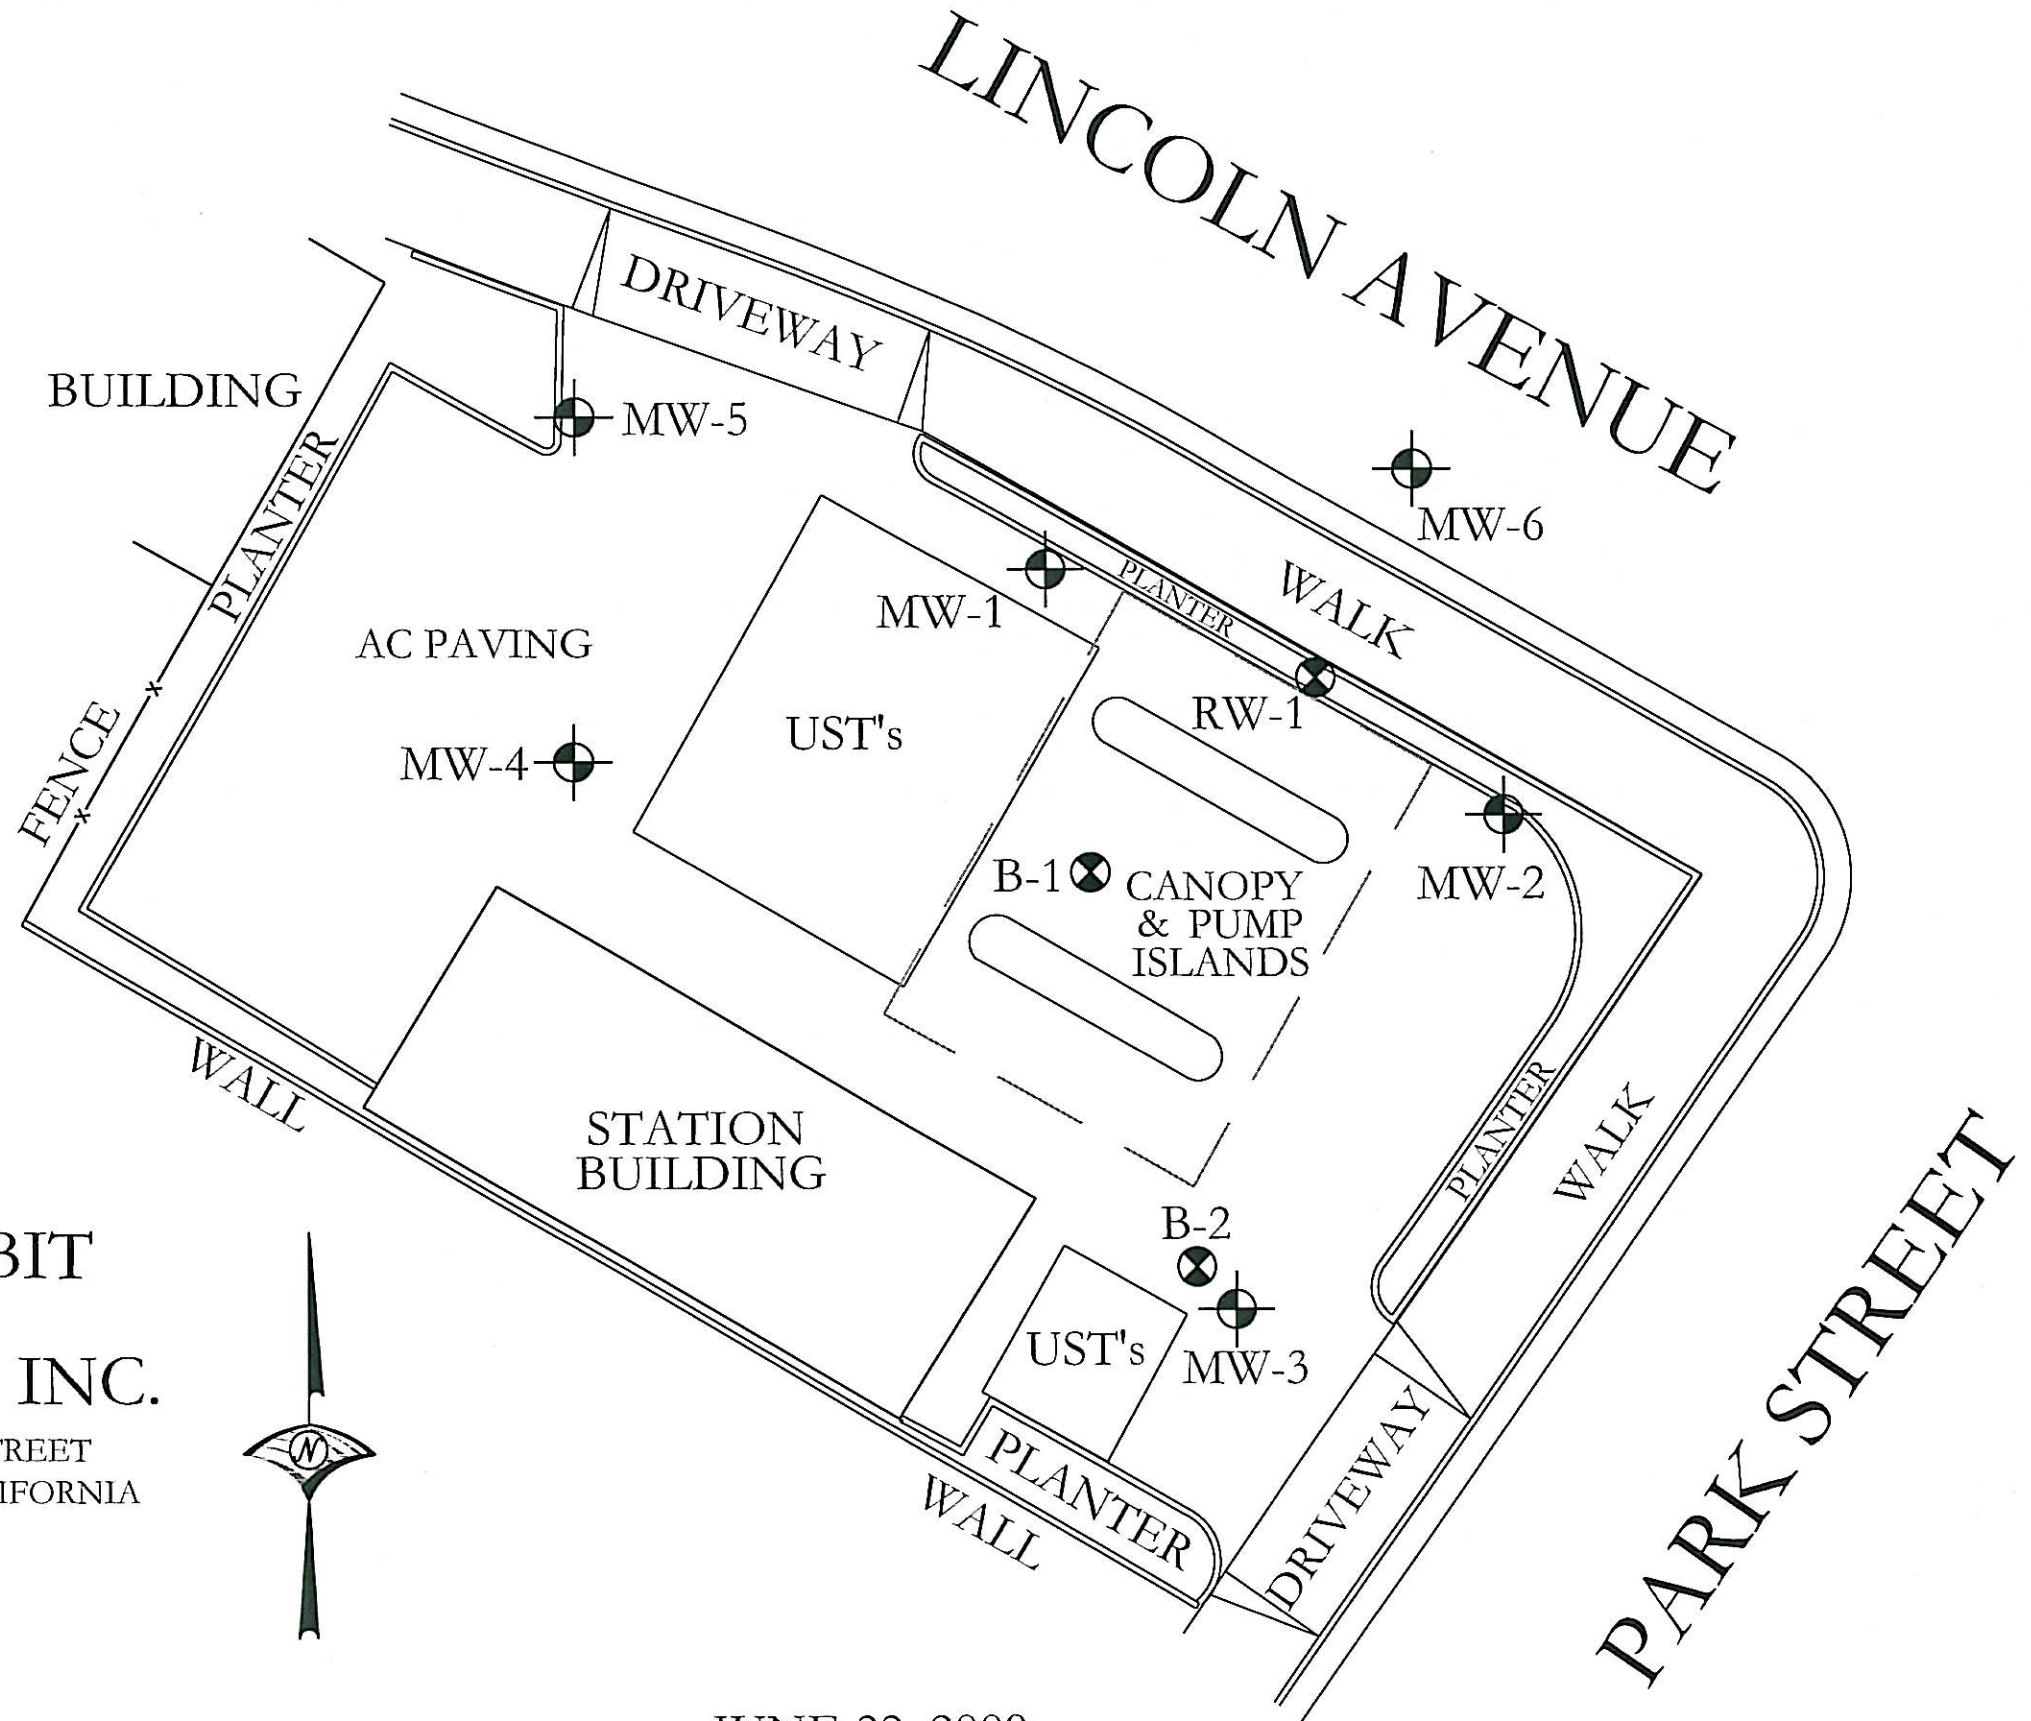 LINCOLN AVENUE
DRIVEWAY
BUILDING
MW-5
PLANTER
MW-6
WALK
PLANTER
MW-1
AC PAVING
RW-1
UST's
MW-4
FENCE
B-1
CANOPY
& PUMP
ISLANDS
MW-2
WALL
STATION
BUILDING
PLANTER
WALK
B-2
UST's
MW-3
PARK STREET
DRIVEWAY
PLANTER
WALL
BIT
INC.
TREET
IFORNIA
N
JUNE